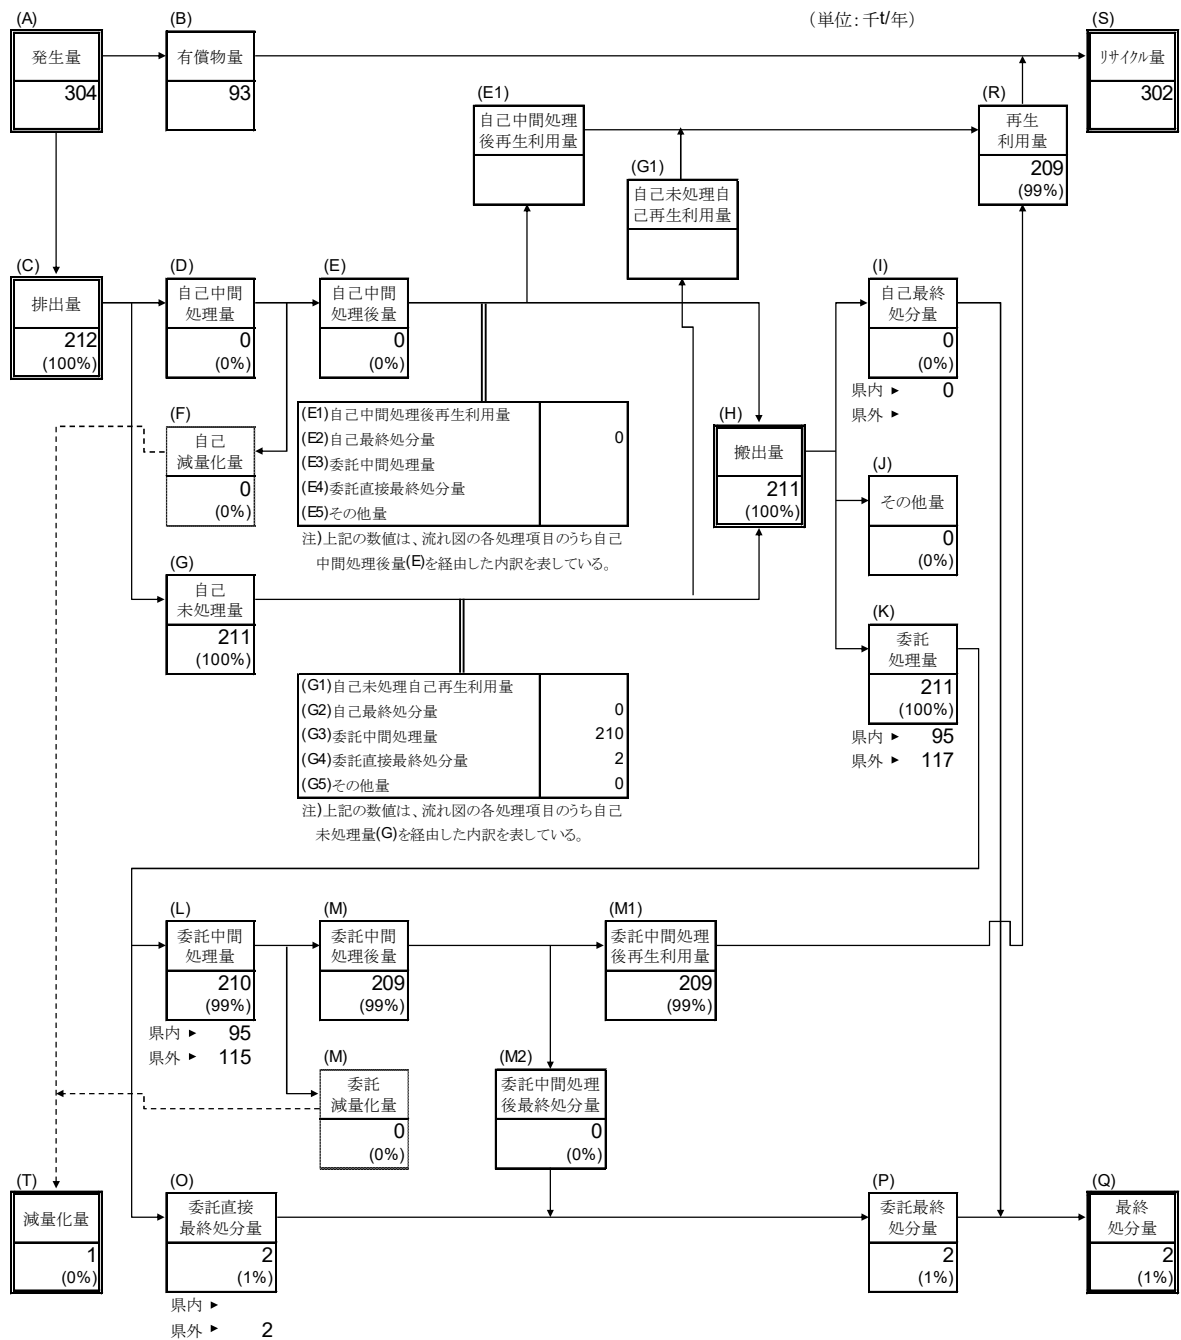 (単位:千t/年)
(A)
発生量
304
(B)
有償物量
93
(S)
リサイクル量
302
(E1)
自己中間処理
後再生利用量
(G1)
自己未処理自
己再生利用量
(R)
再生
利用量
209
(99%)
(C)
排出量
212
(100%)
(D)
自己中間
処理量
0
(0%)
(E)
自己中間
処理後量
0
(0%)
(I)
自己最終
処分量
0
(0%)
県内 ► 0
県外 ►
(F)
自己
減量化量
0
(0%)
(E1)自己中間処理後再生利用量
(E2)自己最終処分量 0
(E3)委託中間処理量
(E4)委託直接最終処分量
(E5)その他量
注)上記の数値は、流れ図の各処理項目のうち自己
中間処理後量(E)を経由した内訳を表している。
(H)
搬出量
211
(100%)
(J)
その他量
0
(0%)
(G)
自己
未処理量
211
(100%)
(K)
委託
処理量
211
(100%)
県内 ► 95
県外 ► 117
(G1)自己未処理自己再生利用量
(G2)自己最終処分量 0
(G3)委託中間処理量 210
(G4)委託直接最終処分量 2
(G5)その他量 0
注)上記の数値は、流れ図の各処理項目のうち自己
未処理量(G)を経由した内訳を表している。
(L)
委託中間
処理量
210
(99%)
県内 ► 95
県外 ► 115
(M)
委託中間
処理後量
209
(99%)
(M1)
委託中間処理
後再生利用量
209
(99%)
(M)
委託
減量化量
0
(0%)
(M2)
委託中間処理
後最終処分量
0
(0%)
(T)
減量化量
1
(0%)
(O)
委託直接
最終処分量
2
(1%)
県内 ►
県外 ► 2
(P)
委託最終
処分量
2
(1%)
(Q)
最終
処分量
2
(1%)